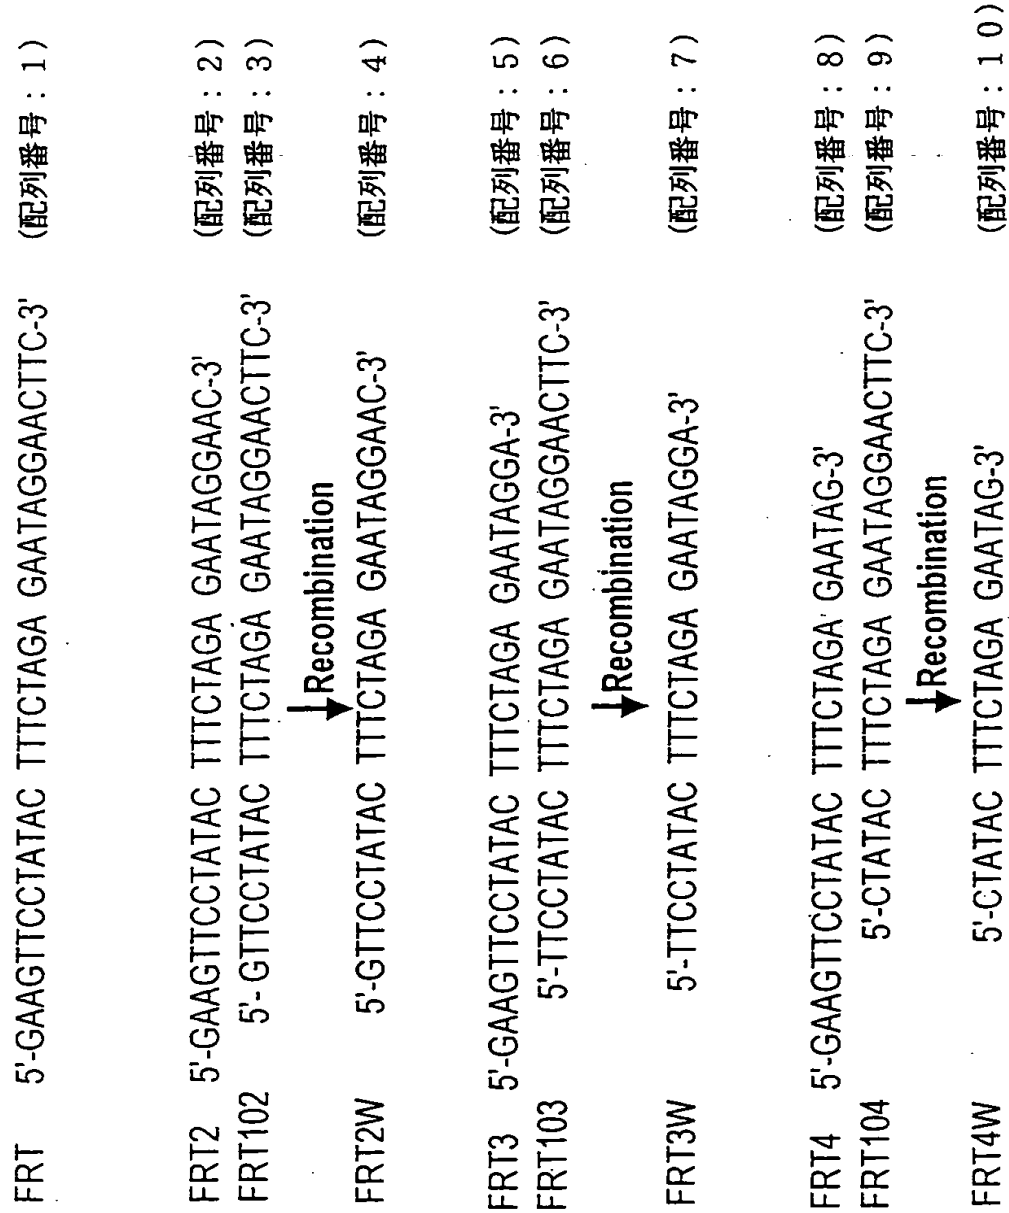 FRT 5'-GAAGTTCCTATAC TTTCTAGA GAATAGGAACTTC-3' (配列番号：1)
FRT2 5'-GAAGTTCCTATAC TTTCTAGA GAATAGGAAC-3' (配列番号：2)
FRT102 5'- GTTCCTATAC TTTCTAGA GAATAGGAACTTC-3' (配列番号：3)
Recombination
FRT2W 5'-GTTCCTATAC TTTCTAGA GAATAGGAAC-3' (配列番号：4)
FRT3 5'-GAAGTTCCTATAC TTTCTAGA GAATAGGA-3' (配列番号：5)
FRT103 5'-TTCCTATAC TTTCTAGA GAATAGGAACTTC-3' (配列番号：6)
Recombination
FRT3W 5'-TTCCTATAC TTTCTAGA GAATAGGA-3' (配列番号：7)
FRT4 5'-GAAGTTCCTATAC TTTCTAGA GAATAG-3' (配列番号：8)
FRT104 5'-CTATAC TTTCTAGA GAATAGGAACTTC-3' (配列番号：9)
Recombination
FRT4W 5'-CTATAC TTTCTAGA GAATAG-3' (配列番号：10)